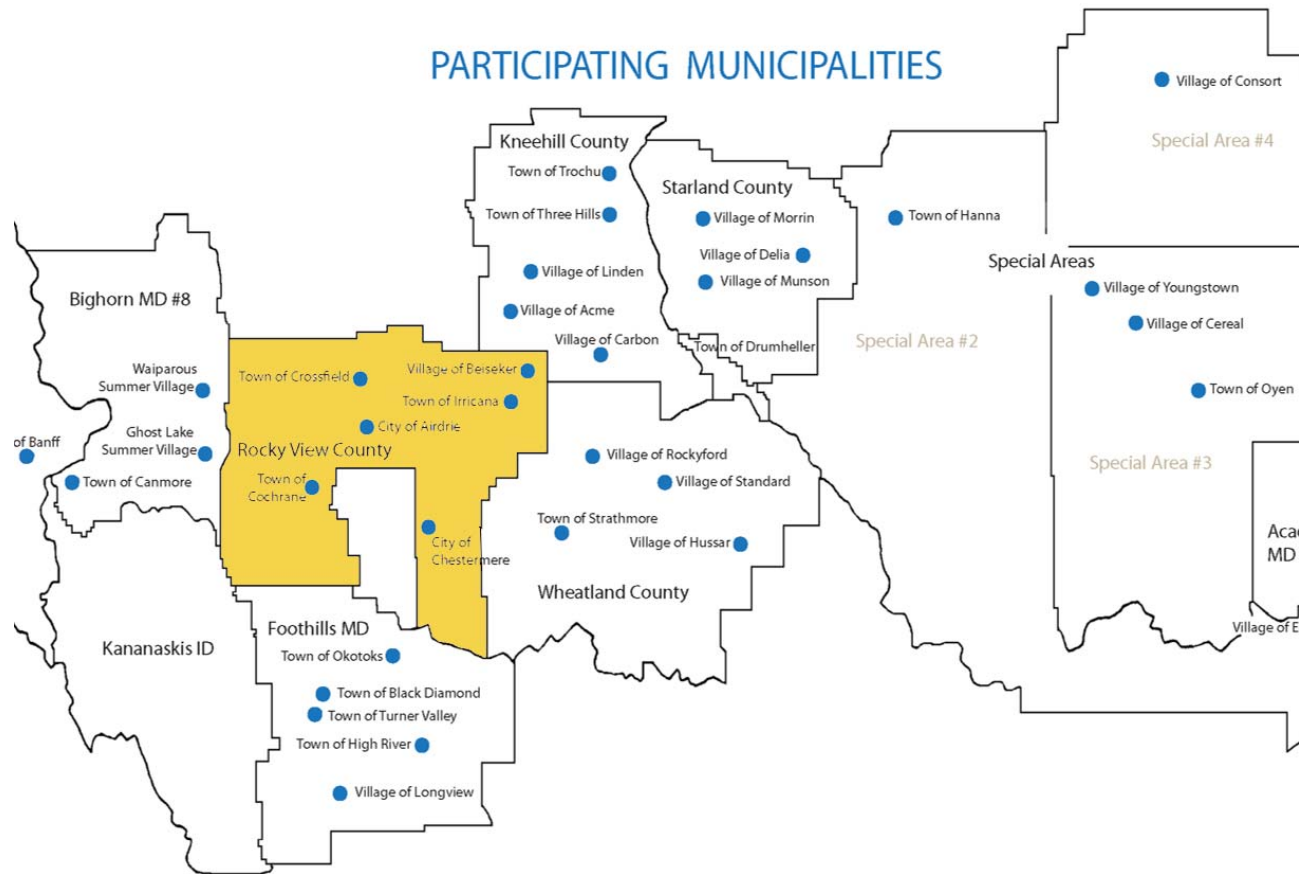 PARTICIPATING MUNICIPALITIES
Village of Consort
Special Area #4
Kneehill County
Town of Trochu
Town of Three Hills
Village of Linden
Village of Acme
Village of Carbon
Starland County
Village of Morrin
Village of Delia
Village of Munson
Town of Drumheller
Town of Hanna
Special Areas
Special Area #2
Village of Youngstown
Village of Cereal
Town of Oyen
Special Area #3
Bighorn MD #8
Waiparous
Summer Village
Ghost Lake
Summer Village
of Banff
Town of Canmore
Town of Crossfield
Village of Beiseker
Town of Irricana
City of Airdrie
Rocky View County
Town of
Cochrane
City of
Chestermere
Village of Rockyford
Village of Standard
Town of Strathmore
Village of Hussar
Wheatland County
Acad
MD
Village of E
Kananaskis ID
Foothills MD
Town of Okotoks
Town of Black Diamond
Town of Turner Valley
Town of High River
Village of Longview